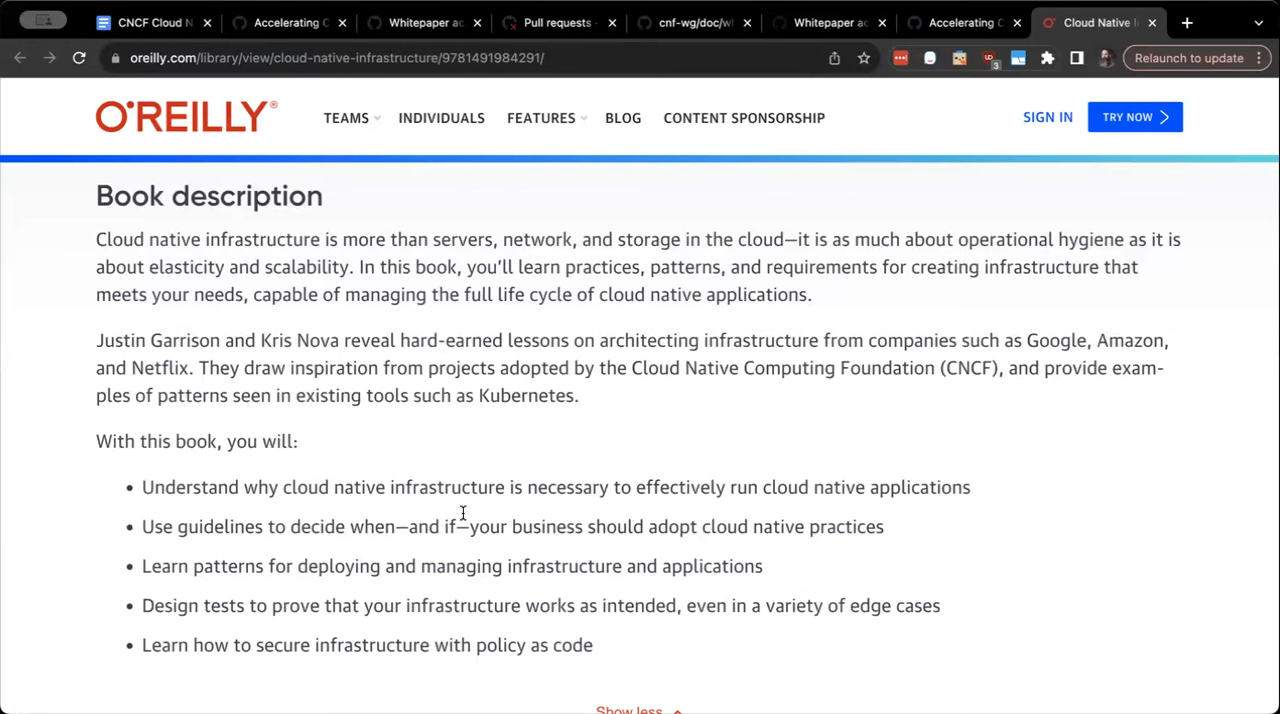 CNCF Cloud N
Accelerating C
Whitepaper ac
Pull requests ·
cnf-wg/doc/wh
Whitepaper ac
Accelerating C
Cloud Native I
oreilly.com/library/view/cloud-native-infrastructure/9781491984291/
3
Relaunch to update
O'REILLY®
TEAMS
INDIVIDUALS
FEATURES
BLOG
CONTENT SPONSORSHIP
SIGN IN
TRY NOW
Book description
Cloud native infrastructure is more than servers, network, and storage in the cloud—it is as much about operational hygiene as it is
about elasticity and scalability. In this book, you’ll learn practices, patterns, and requirements for creating infrastructure that
meets your needs, capable of managing the full life cycle of cloud native applications.
Justin Garrison and Kris Nova reveal hard-earned lessons on architecting infrastructure from companies such as Google, Amazon,
and Netflix. They draw inspiration from projects adopted by the Cloud Native Computing Foundation (CNCF), and provide exam-
ples of patterns seen in existing tools such as Kubernetes.
With this book, you will:
• Understand why cloud native infrastructure is necessary to effectively run cloud native applications
• Use guidelines to decide when—and if—your business should adopt cloud native practices
• Learn patterns for deploying and managing infrastructure and applications
• Design tests to prove that your infrastructure works as intended, even in a variety of edge cases
• Learn how to secure infrastructure with policy as code
Show less